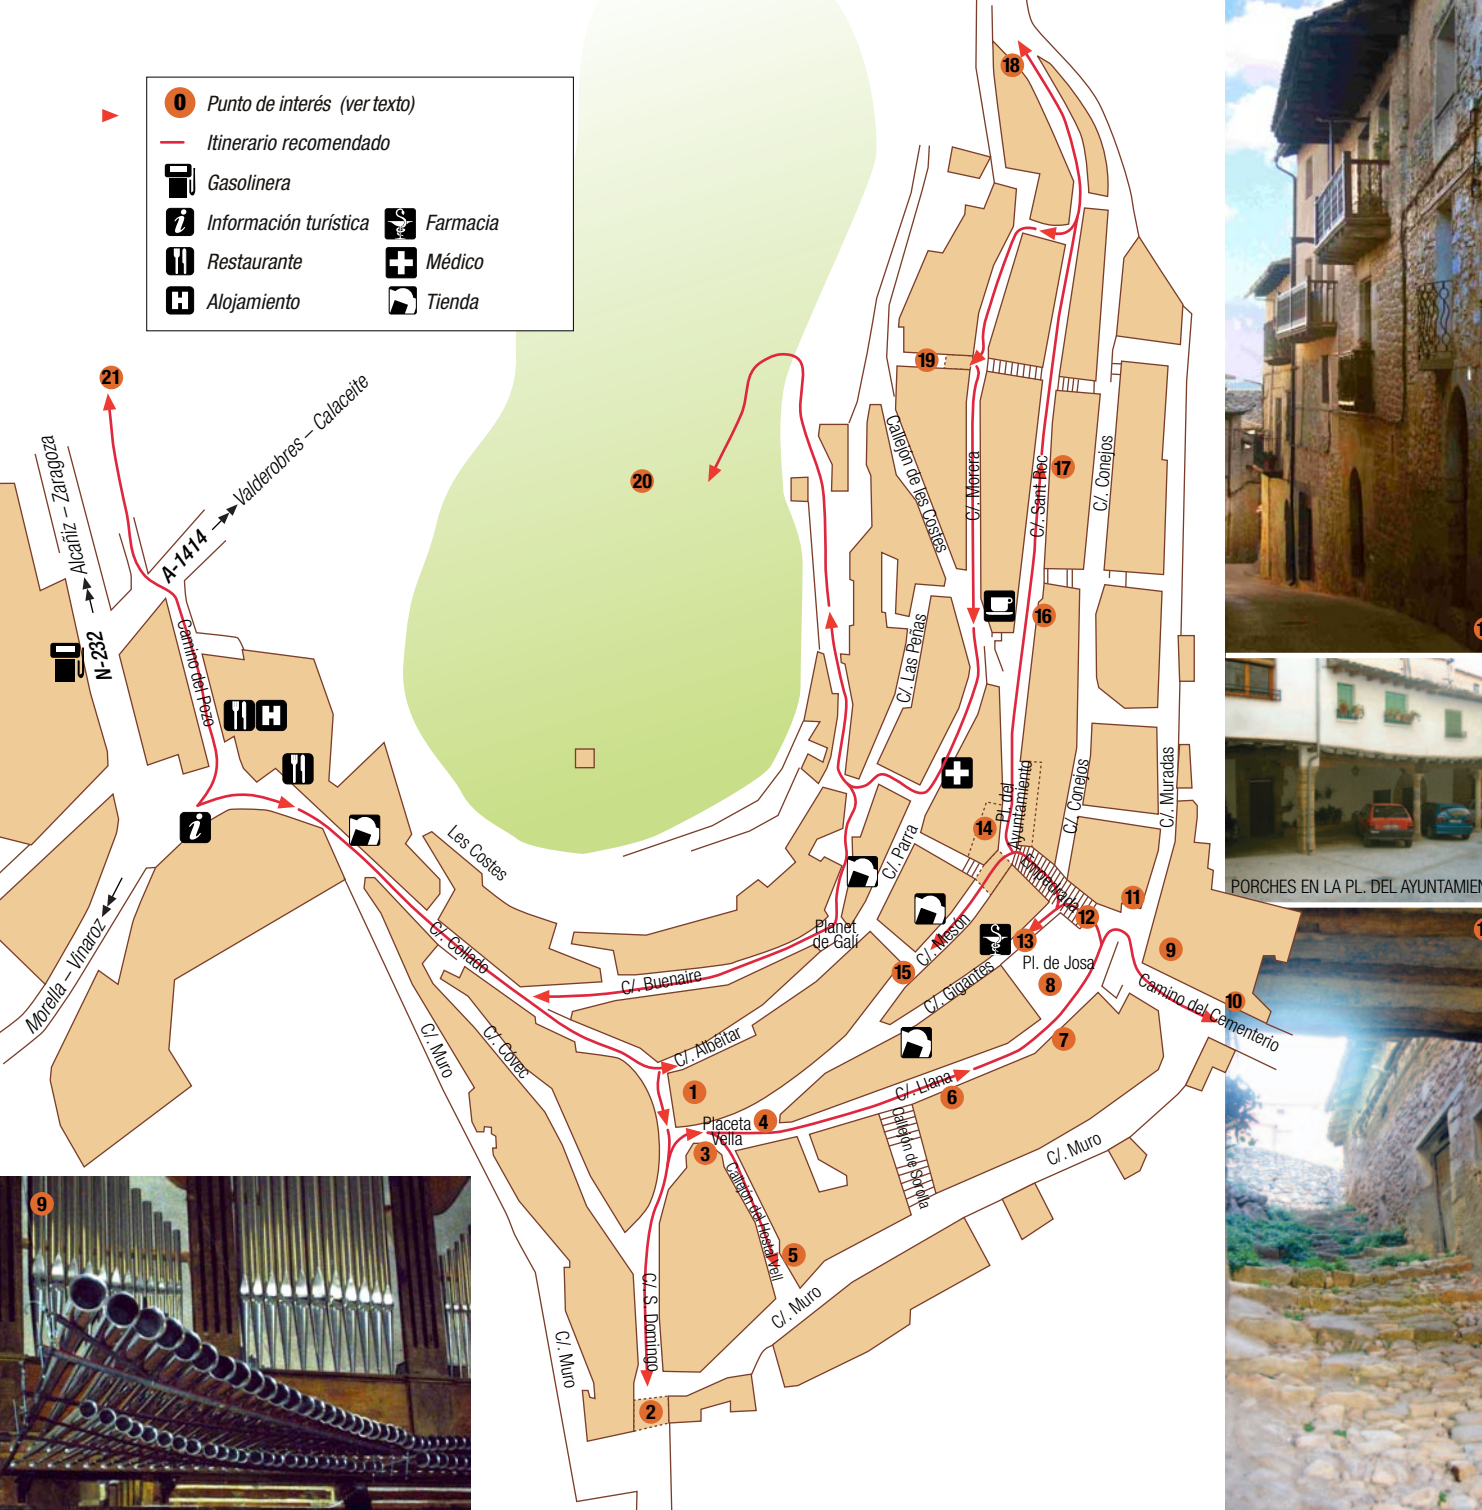 0 Punto de interés (ver texto)
Itinerario recomendado
Gasolinera
i Información turística
Farmacia
Restaurante
Médico
H Alojamiento
Tienda
18
19
21
20
Alcañiz – Zaragoza
A-1414
Valderobres – Calaceite
N-232
Camino del Pozo
H
i
Morella – Vinaroz
Les Costes
C/. Collado
C/. Buenaire
Planet
de Galí
C/. Muro
C/. Covec
C/. Albéitar
Callejón de les Costes
C/. Morera
C/. Sant Roc
17
C/. Conejos
16
C/. Las Peñas
C/. Parra
14
Pl. del
Ayuntamiento
C/. Conejos
C/. Muradas
Empedrada
11
12
13
C/. Mesón
15
C/. Gigantes
Pl. de Josa
8
9
10
Camino del Cementerio
7
C/. Llana
6
1
Placeta
Vella
4
3
Callejón de Sorolla
C/. Muro
Callejón del Hostal Vell
5
C/. Muro
C/. S. Domingo
C/. Muro
2
9
PORCHES EN LA PL. DEL AYUNTAMIEN